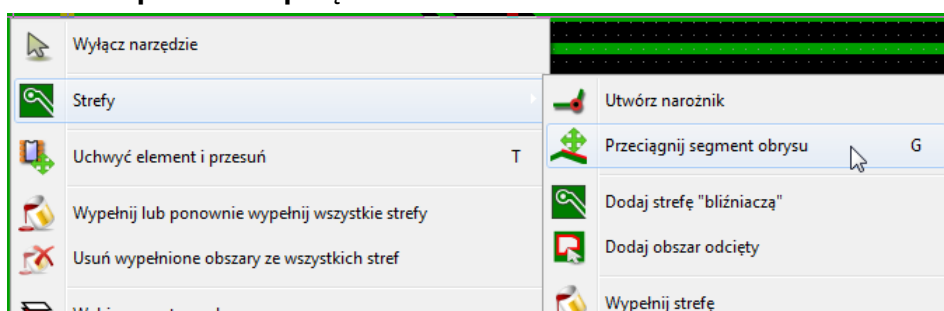 Wyłącz narzędzie
Strefy
Uchwyć element i przesuń T
Wypełnij lub ponownie wypełnij wszystkie strefy
Usuń wypełnione obszary ze wszystkich stref
Utwórz narożnik
Przeciągnij segment obrysu G
Dodaj strefę "bliźniaczą"
Dodaj obszar odcięty
Wypełnij strefę